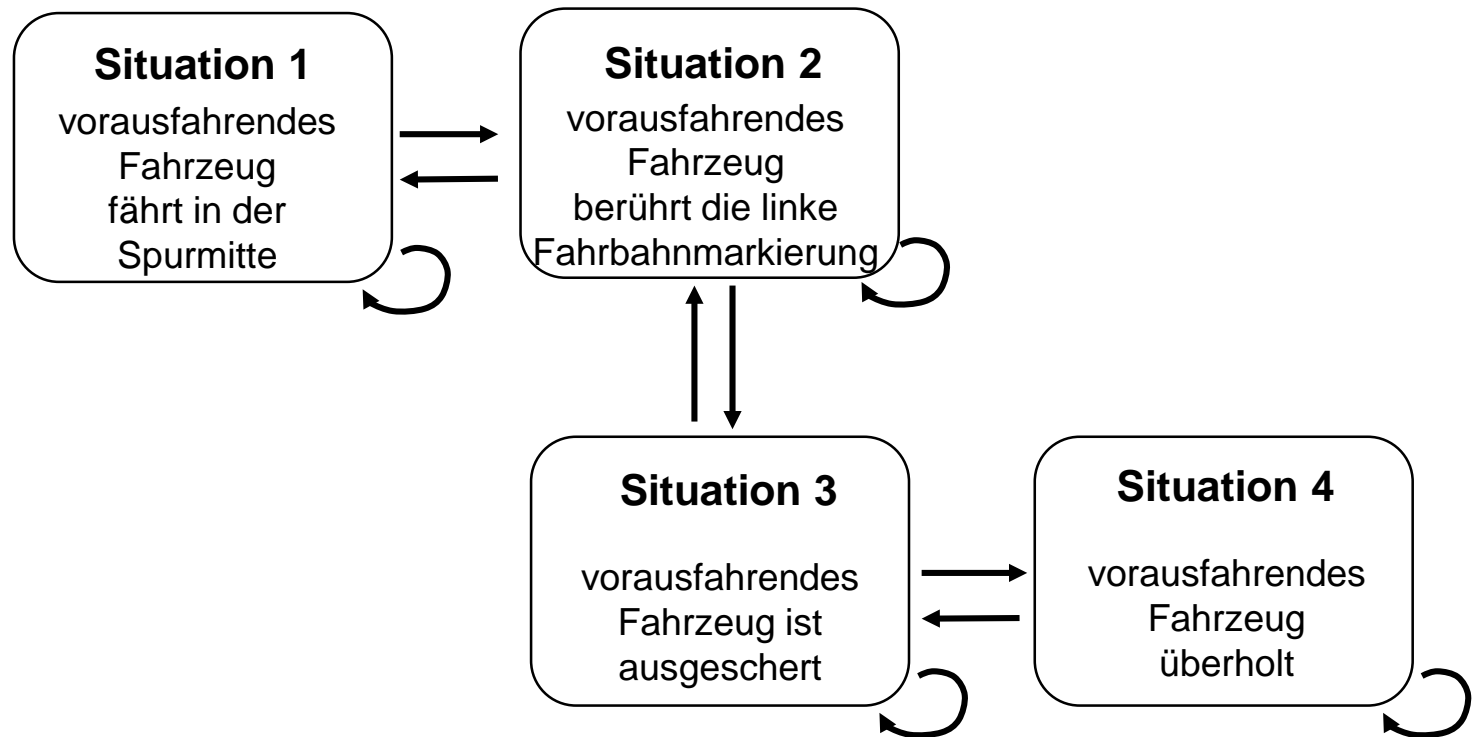 Situation 1
vorausfahrendes
Fahrzeug
fährt in der
Spurmitte
Situation 2
vorausfahrendes
Fahrzeug
berührt die linke
Fahrbahnmarkierung
Situation 3
vorausfahrendes
Fahrzeug ist
ausgeschert
Situation 4
vorausfahrendes
Fahrzeug
überholt